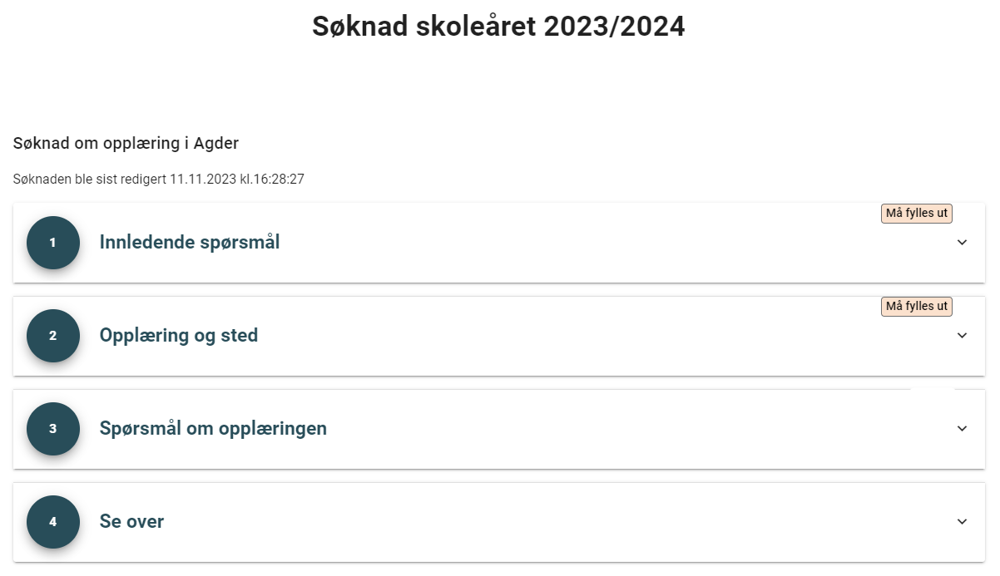 Søknad skoleåret 2023/2024
Søknad om opplæring i Agder
Søknaden ble sist redigert 11.11.2023 kl.16:28:27
Må fylles ut
1 Innledende spørsmål
Må fylles ut
2 Opplæring og sted
3 Spørsmål om opplæringen
4 Se over